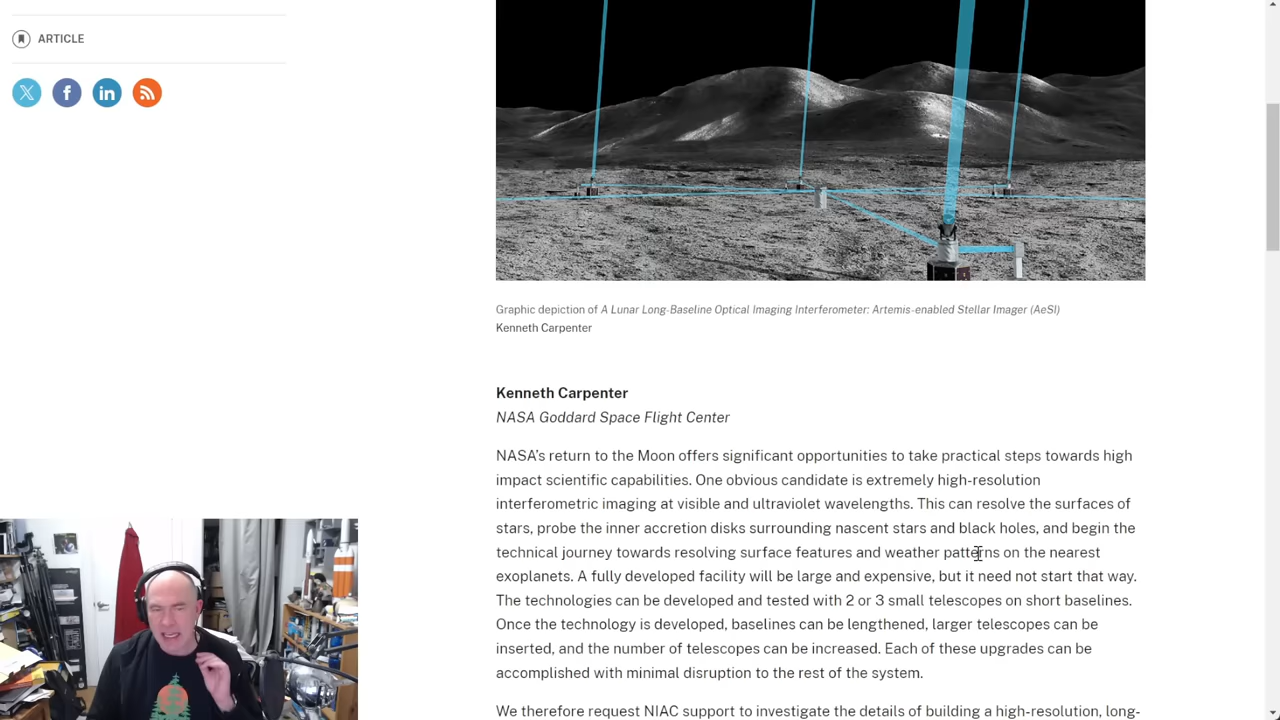 ARTICLE
Graphic depiction of A Lunar Long-Baseline Optical Imaging Interferometer: Artemis-enabled Stellar Imager (AeSI)
Kenneth Carpenter
Kenneth Carpenter
NASA Goddard Space Flight Center
NASA's return to the Moon offers significant opportunities to take practical steps towards high
impact scientific capabilities. One obvious candidate is extremely high-resolution
interferometric imaging at visible and ultraviolet wavelengths. This can resolve the surfaces of
stars, probe the inner accretion disks surrounding nascent stars and black holes, and begin the
technical journey towards resolving surface features and weather patterns on the nearest
exoplanets. A fully developed facility will be large and expensive, but it need not start that way.
The technologies can be developed and tested with 2 or 3 small telescopes on short baselines.
Once the technology is developed, baselines can be lengthened, larger telescopes can be
inserted, and the number of telescopes can be increased. Each of these upgrades can be
accomplished with minimal disruption to the rest of the system.
We therefore request NIAC support to investigate the details of building a high-resolution, long-